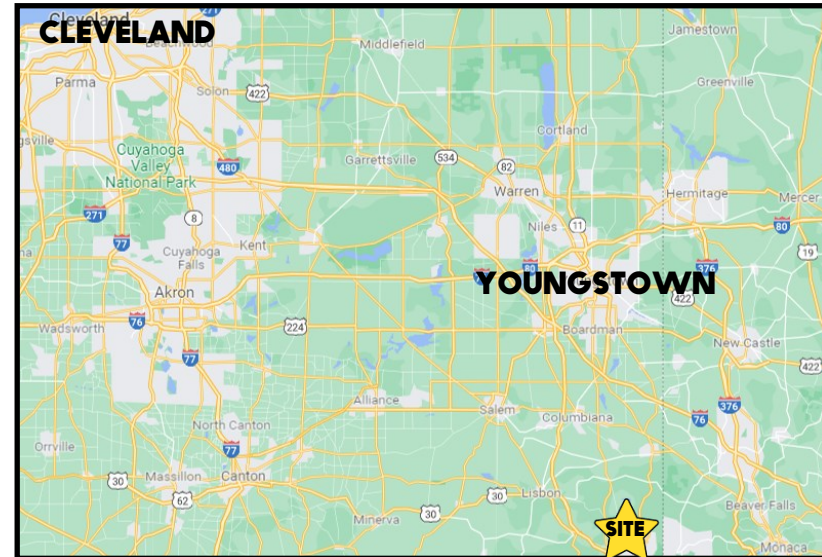 Cleveland
CLEVELAND
Beachwood
Middlefield
Jamestown
Parma
Solon
422
Greenville
Cortland
Cuyahoga
Valley
National Park
480
Garrettsville
534
82
Warren
Hermitage
Mercer
271
8
77
Kent
Niles
11
80
Cuyahoga
Falls
80
376
19
YOUNGSTOWN
Akron
422
76
Wadsworth
224
Boardman
77
New Castle
422
Alliance
Salem
Columbiana
376
76
North Canton
77
Orrville
30
Massillon
Canton
62
30
30
Lisbon
Beaver Falls
SITE
Minerva
Monaca